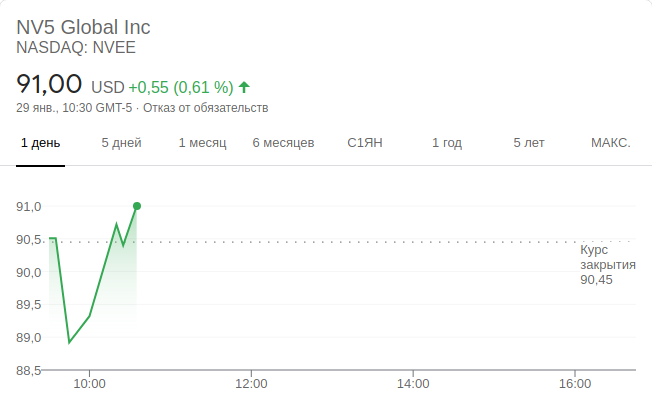 NV5 Global Inc
NASDAQ: NVEE
91,00 USD +0,55 (0,61 %)
29 янв., 10:30 GMT-5 · Отказ от обязательств
1 день 5 дней 1 месяц 6 месяцев С1ЯН 1 год 5 лет МАКС.
91,0
90,5
Курс
закрытия
90,45
90,0
89,5
89,0
88,5
10:00 12:00 14:00 16:00